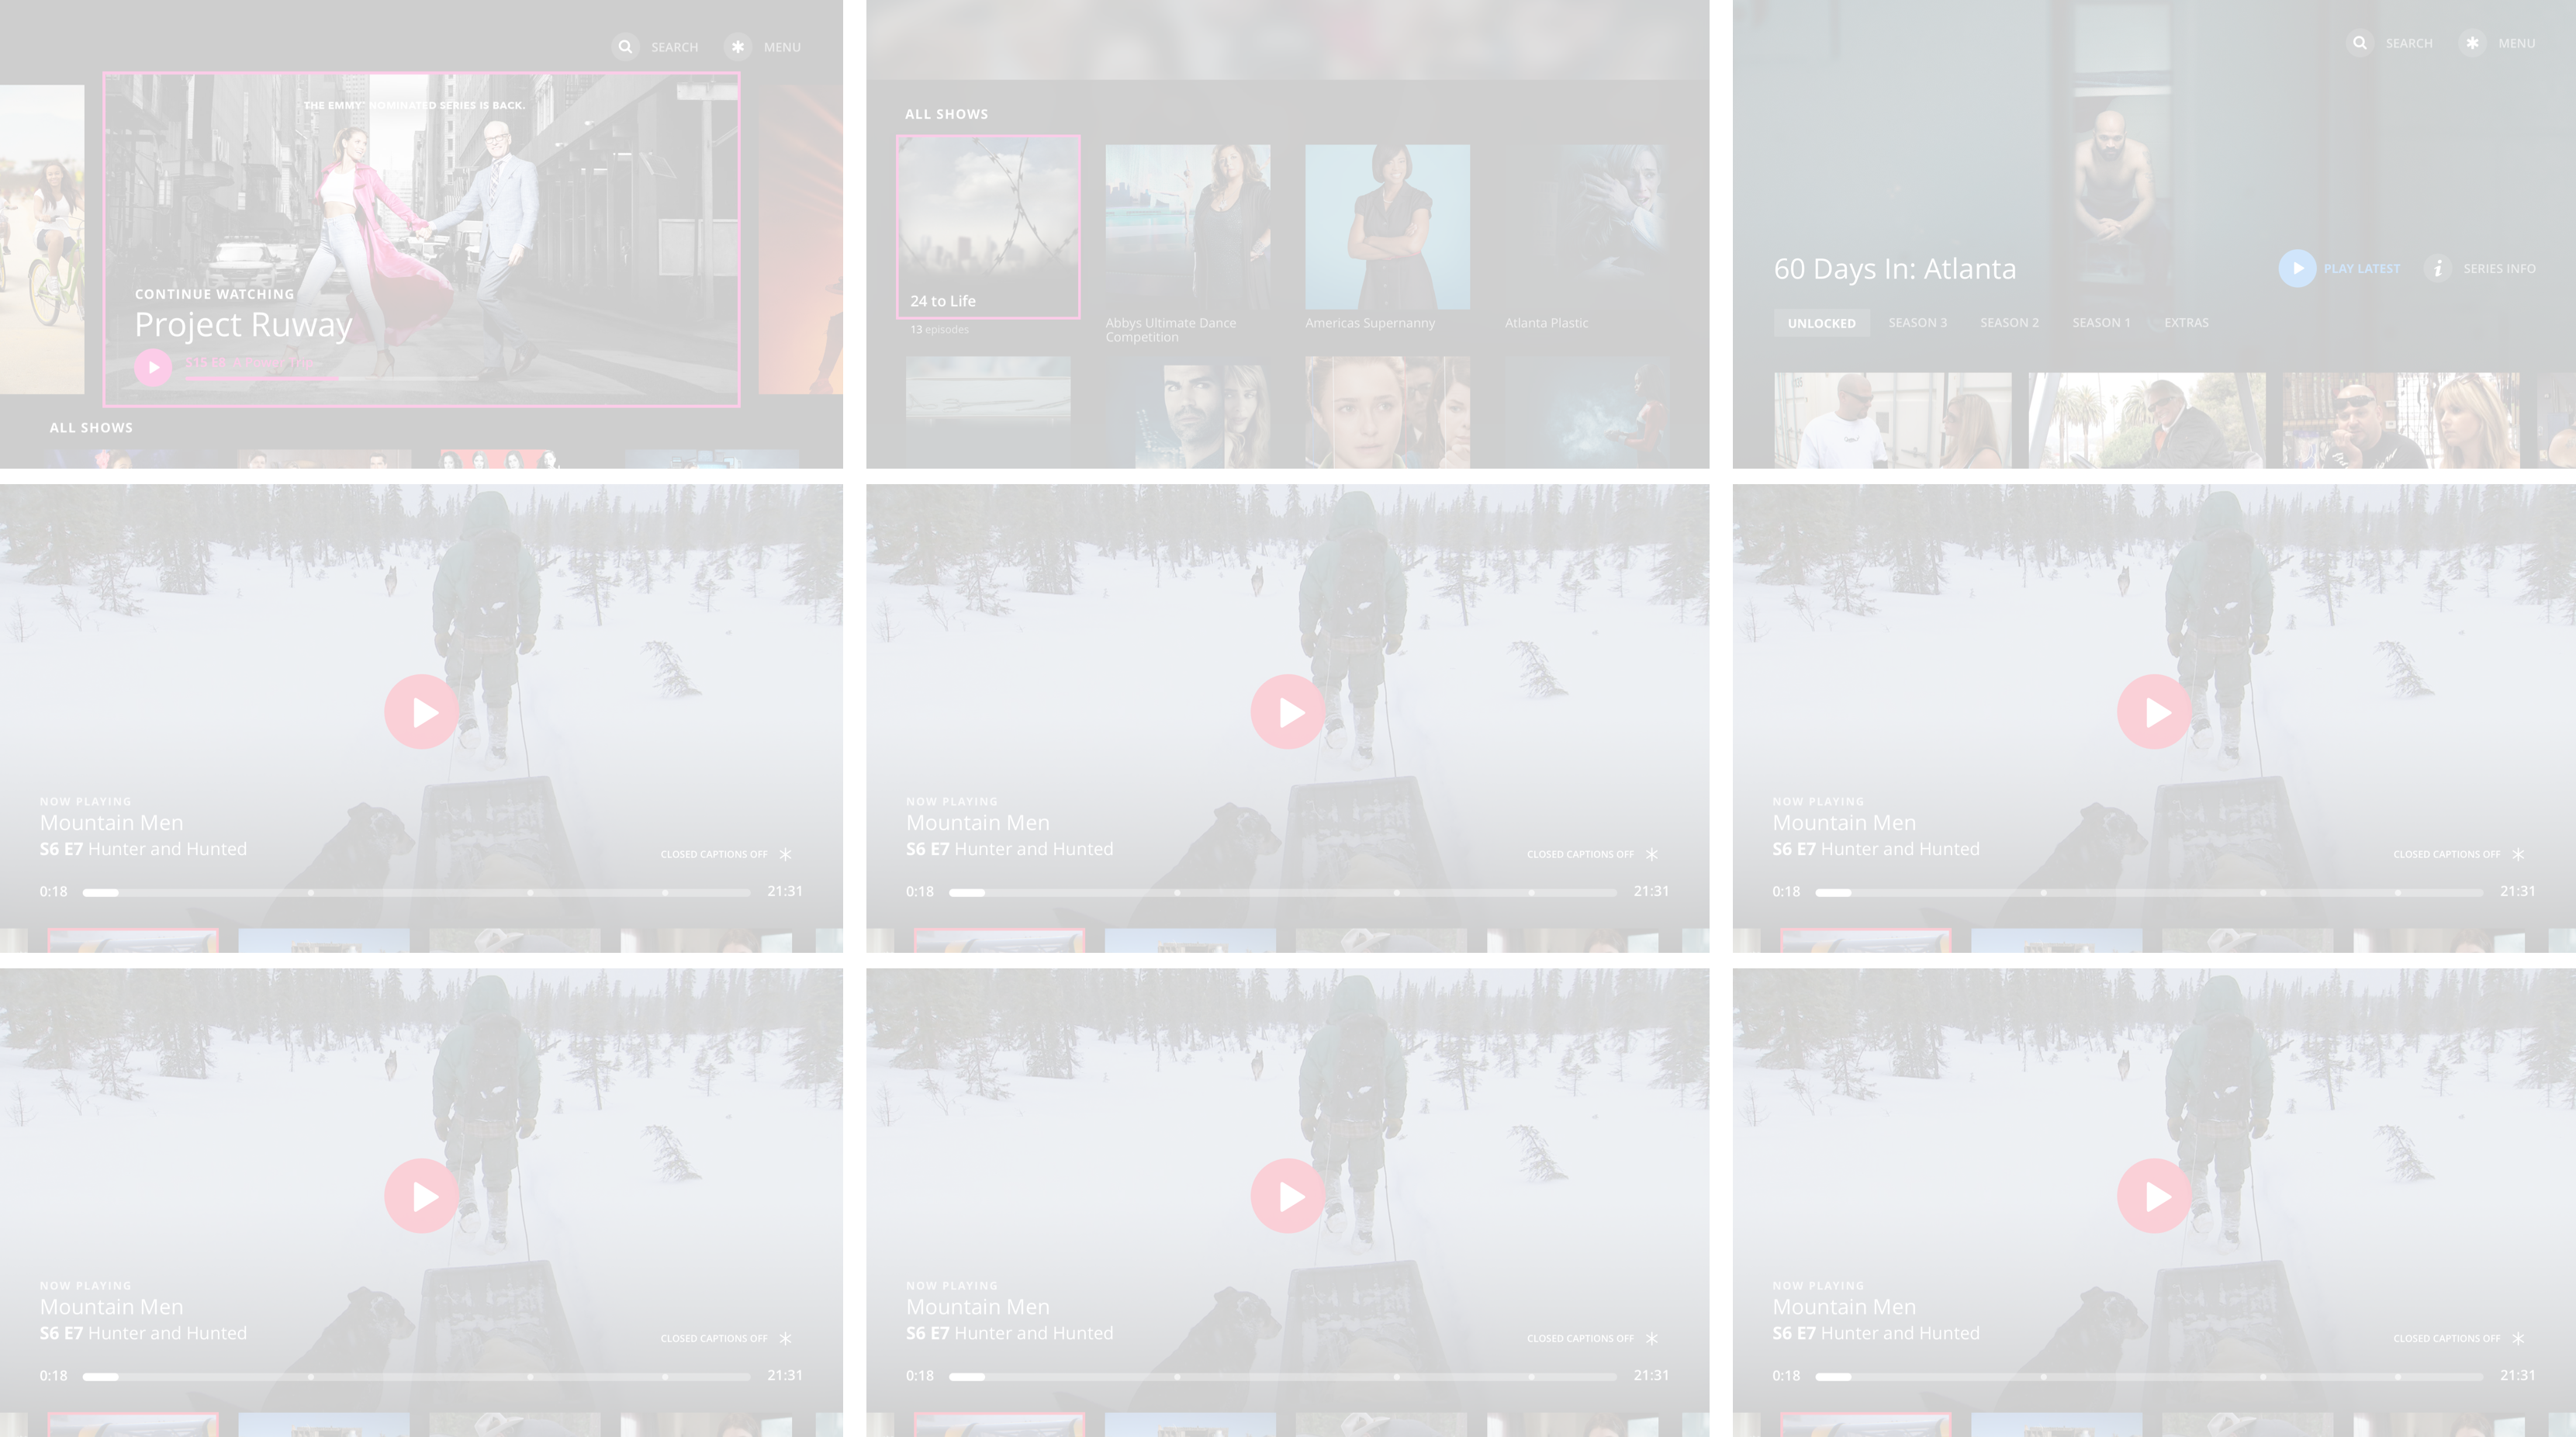 SEARCH MENU
THE EMMY® NOMINATED SERIES IS BACK.
CONTINUE WATCHING
Project Ruway
S15 E8
ALL SHOWS
ALL SHOWS
24 to Life
13 episodes
Abbys Ultimate Dance
Competition
Americas Supernanny
Atlanta Plastic
SEARCH MENU
60 Days In: Atlanta
PLAY LATEST SERIES INFO
UNLOCKED SEASON 3 SEASON 2 SEASON 1 EXTRAS
NOW PLAYING
Mountain Men
S6 E7 Hunter and Hunted
CLOSED CAPTIONS OFF
0:18 21:31
NOW PLAYING
Mountain Men
S6 E7 Hunter and Hunted
CLOSED CAPTIONS OFF
0:18 21:31
NOW PLAYING
Mountain Men
S6 E7 Hunter and Hunted
CLOSED CAPTIONS OFF
0:18 21:31
NOW PLAYING
Mountain Men
S6 E7 Hunter and Hunted
CLOSED CAPTIONS OFF
0:18 21:31
NOW PLAYING
Mountain Men
S6 E7 Hunter and Hunted
CLOSED CAPTIONS OFF
0:18 21:31
NOW PLAYING
Mountain Men
S6 E7 Hunter and Hunted
CLOSED CAPTIONS OFF
0:18 21:31